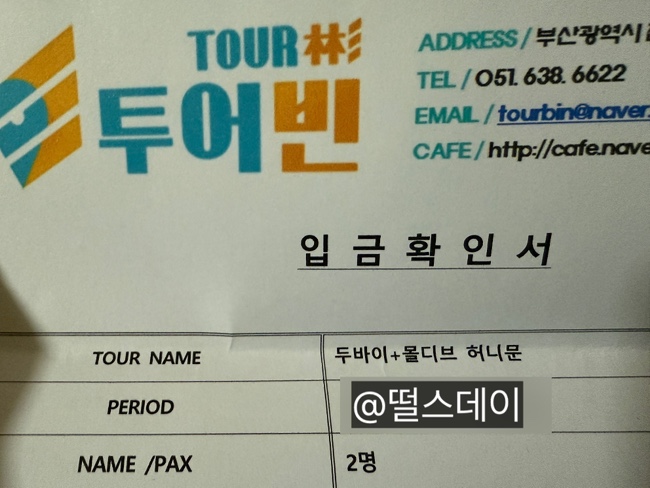 TOUR林
투어빈
ADDRESS / 부산광역시
TEL / 051. 638. 6622
EMAIL / tourbin@naver.
CAFE / http://cafe.nave
입 금 확 인 서
TOUR NAME 두바이+몰디브 허니문
PERIOD @떨스데이
NAME /PAX 2명